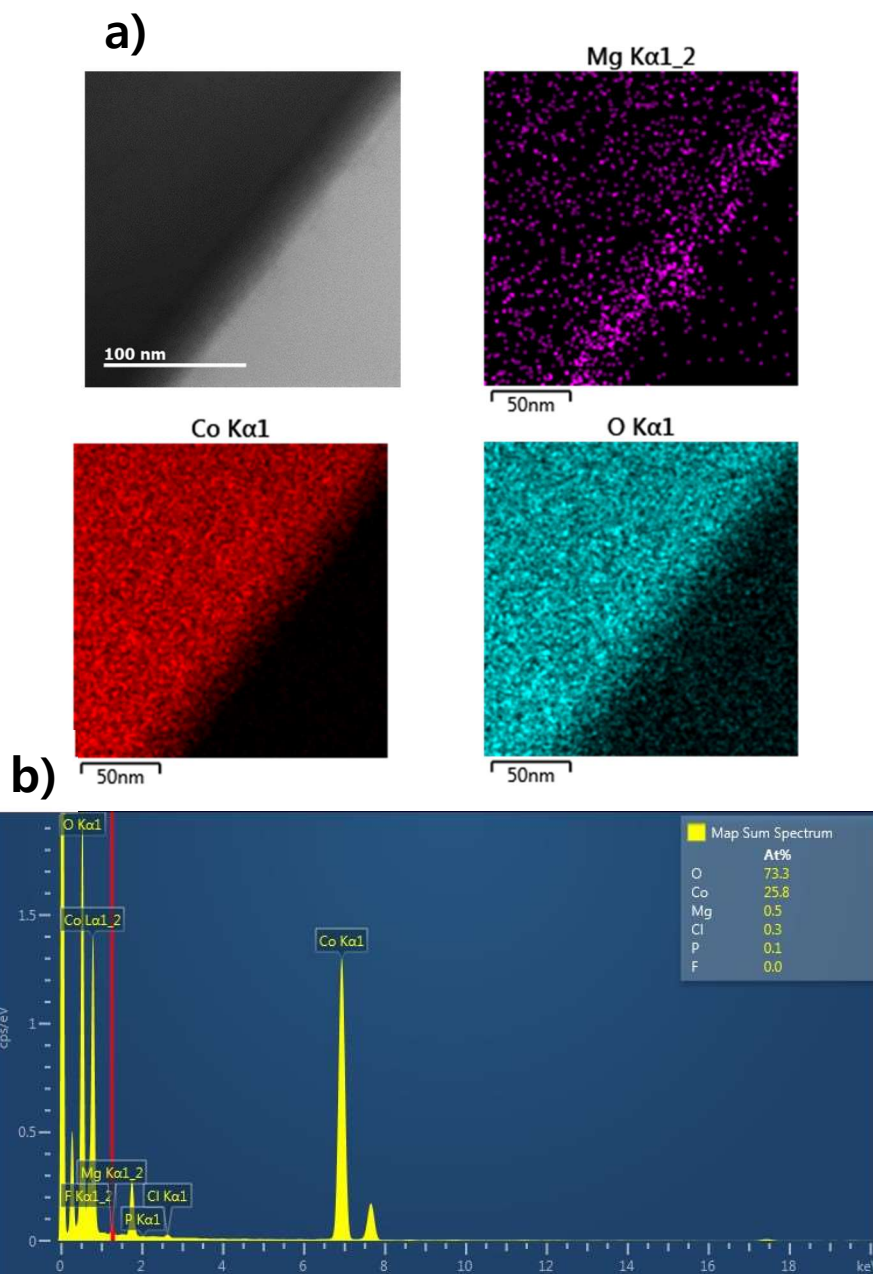 a)
Mg Kα1_2
100 nm
50nm
Co Kα1
O Kα1
50nm
50nm
b)
O Kα1
Map Sum Spectrum
At%
O 73.3
Co 25.8
Mg 0.5
Cl 0.3
P 0.1
F 0.0
Co Lα1_2
1.5
Co Kα1
cps/eV
1
0.5
Mg Kα1_2
F Kα1_2
Cl Kα1
P Kα1
0
0 2 4 6 8 10 12 14 16 18